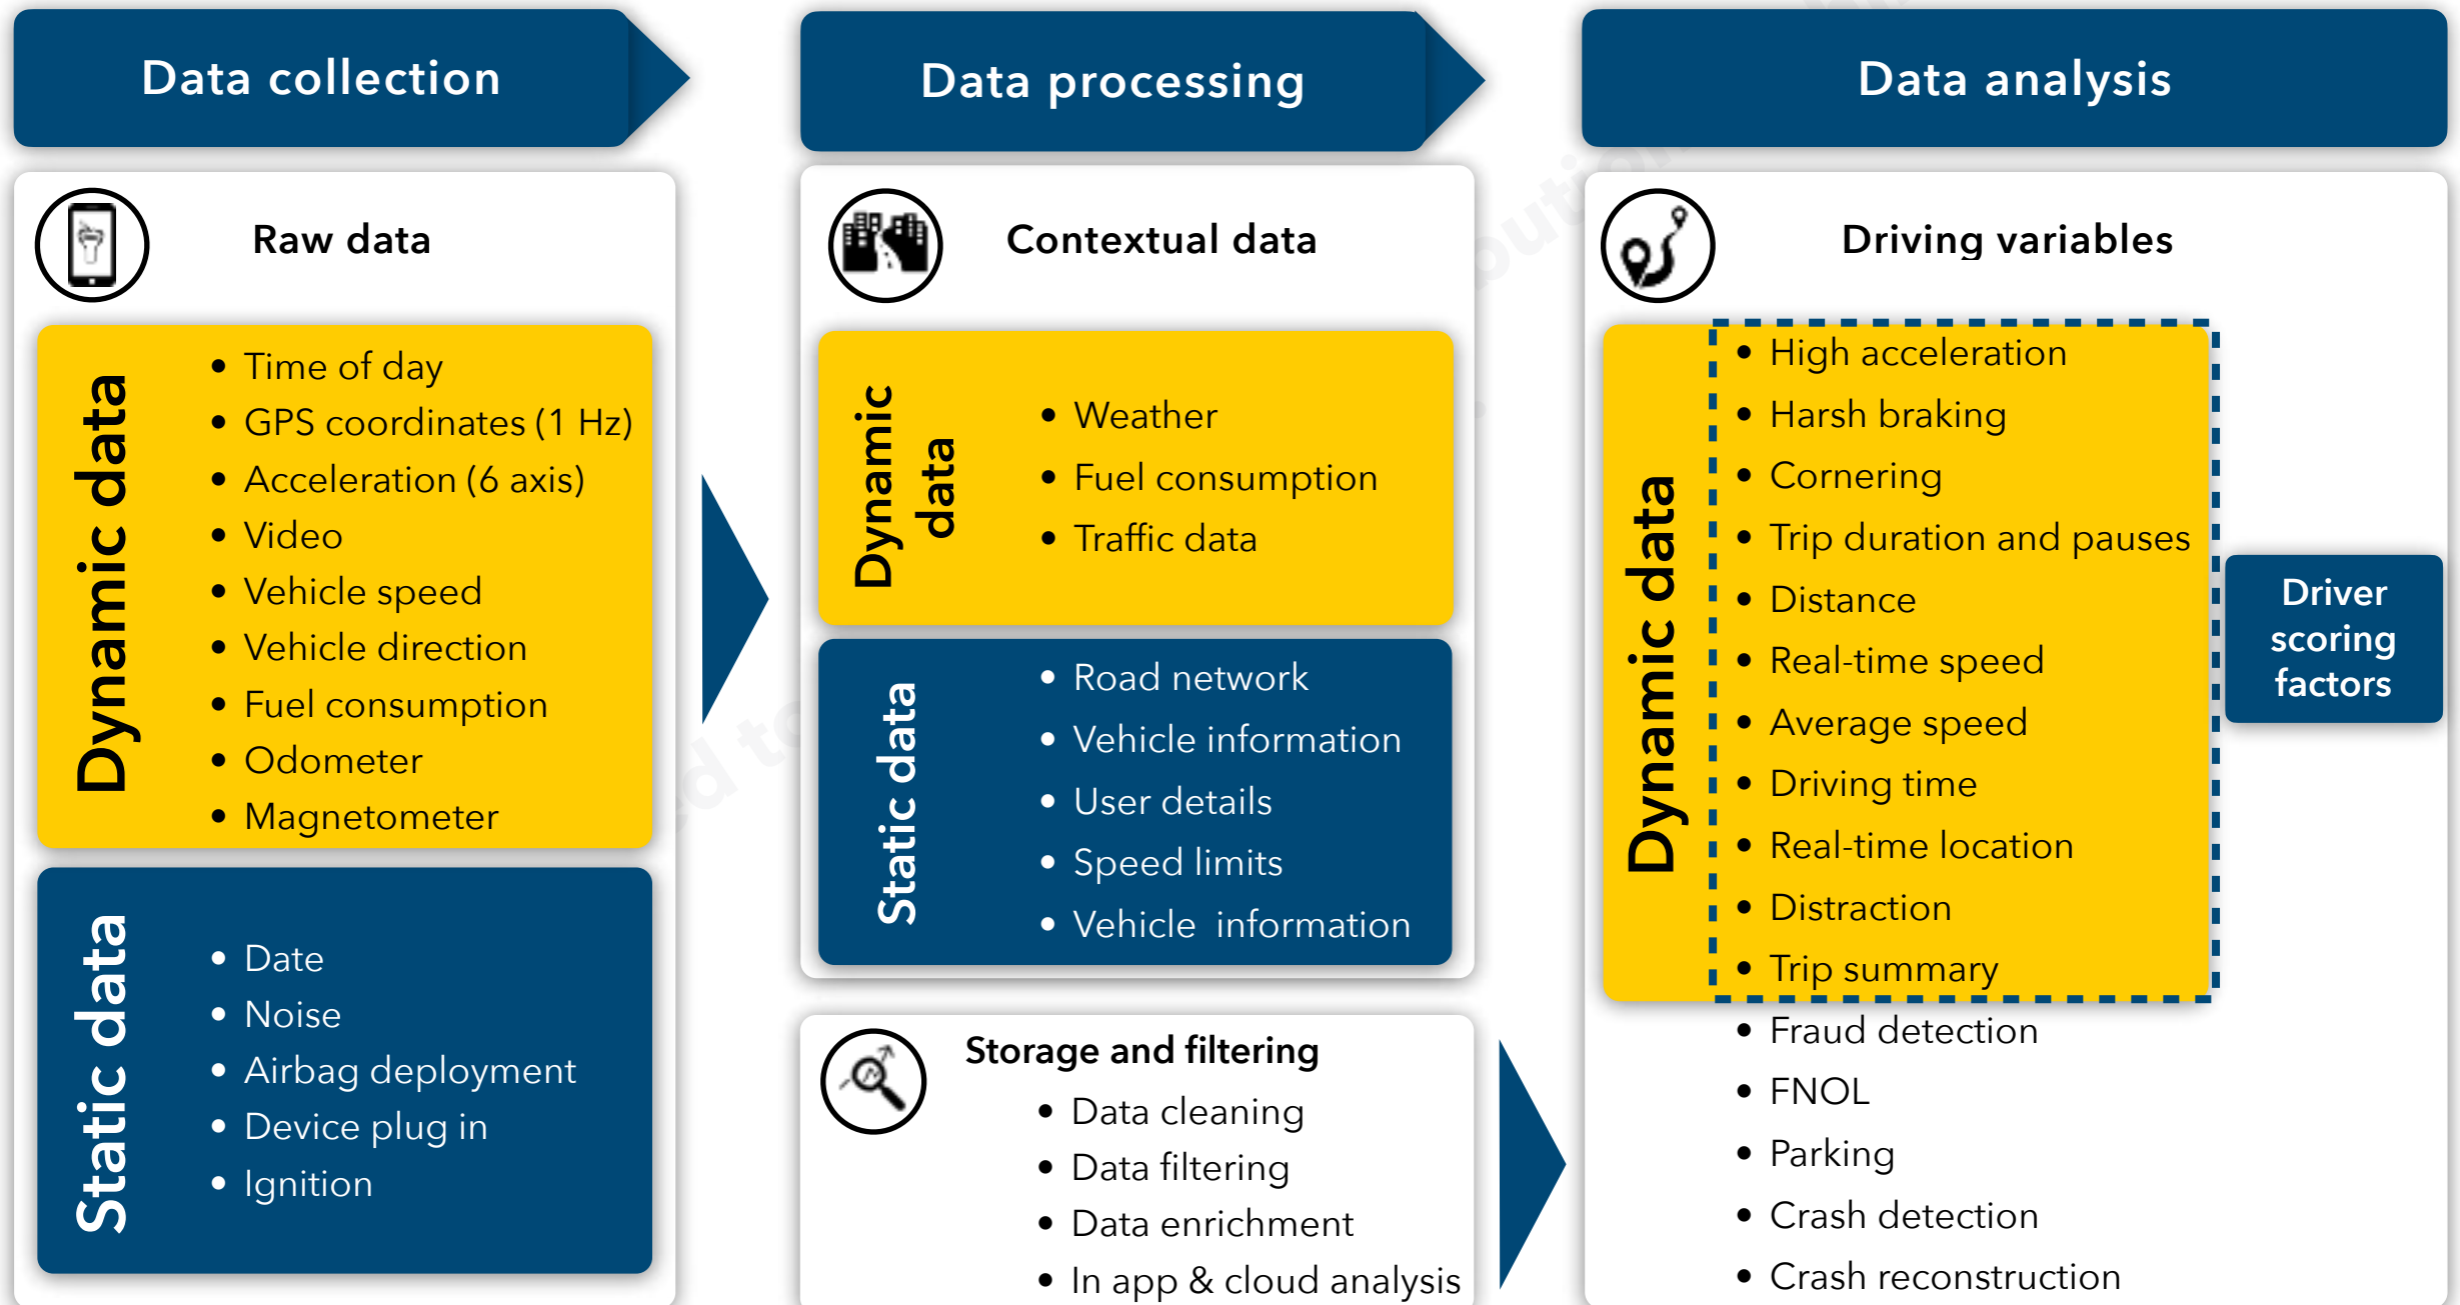 Data collection
Raw data
Dynamic data
• Time of day
• GPS coordinates (1 Hz)
• Acceleration (6 axis)
• Video
• Vehicle speed
• Vehicle direction
• Fuel consumption
• Odometer
• Magnetometer
Static data
• Date
• Noise
• Airbag deployment
• Device plug in
• Ignition
Data processing
Contextual data
Dynamic
data
• Weather
• Fuel consumption
• Traffic data
Static data
• Road network
• Vehicle information
• User details
• Speed limits
• Vehicle  information
Storage and filtering
• Data cleaning
• Data filtering
• Data enrichment
• In app & cloud analysis
Data analysis
Driving variables
Dynamic data
• High acceleration
• Harsh braking
• Cornering
• Trip duration and pauses
• Distance
• Real-time speed
• Average speed
• Driving time
• Real-time location
• Distraction
• Trip summary
Driver
scoring
factors
• Fraud detection
• FNOL
• Parking
• Crash detection
• Crash reconstruction